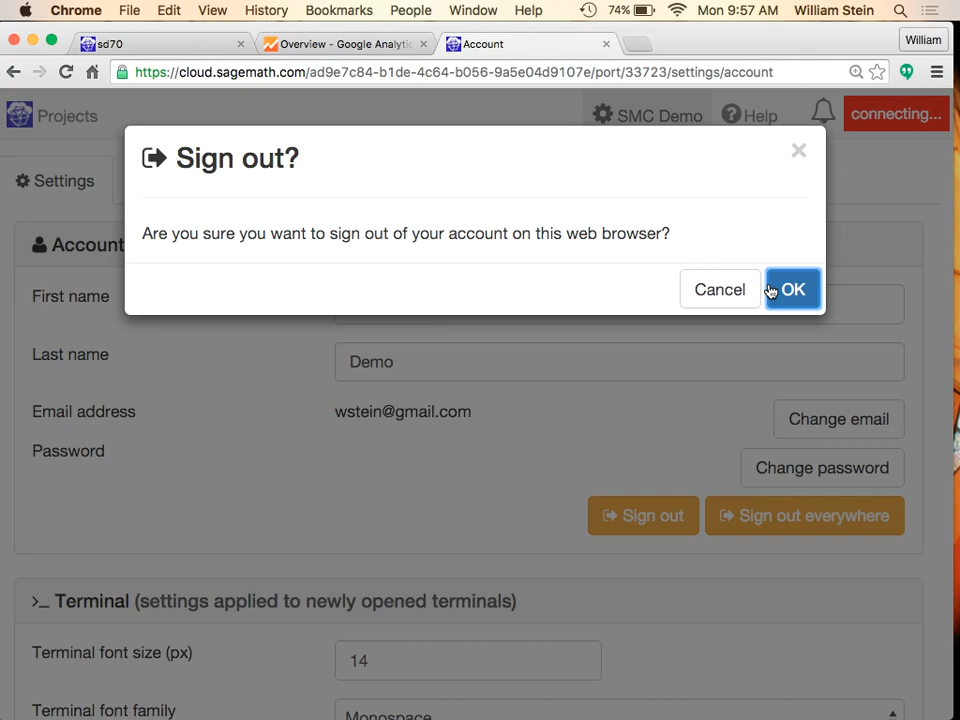 Chrome File Edit View History Bookmarks People Window Help 74% Mon 9:57 AM William Stein
sd70 Overview - Google Analytic Account William
https://cloud.sagemath.com/ad9e7c84-b1de-4c64-b056-9a5e04d9107e/port/33723/settings/account
Projects SMC Demo Help connecting...
Sign out?
Settings
Are you sure you want to sign out of your account on this web browser?
Account
Cancel OK
First name
Last name Demo
Email address wstein@gmail.com Change email
Password Change password
Sign out Sign out everywhere
>_ Terminal (settings applied to newly opened terminals)
Terminal font size (px) 14
Terminal font family Monospace